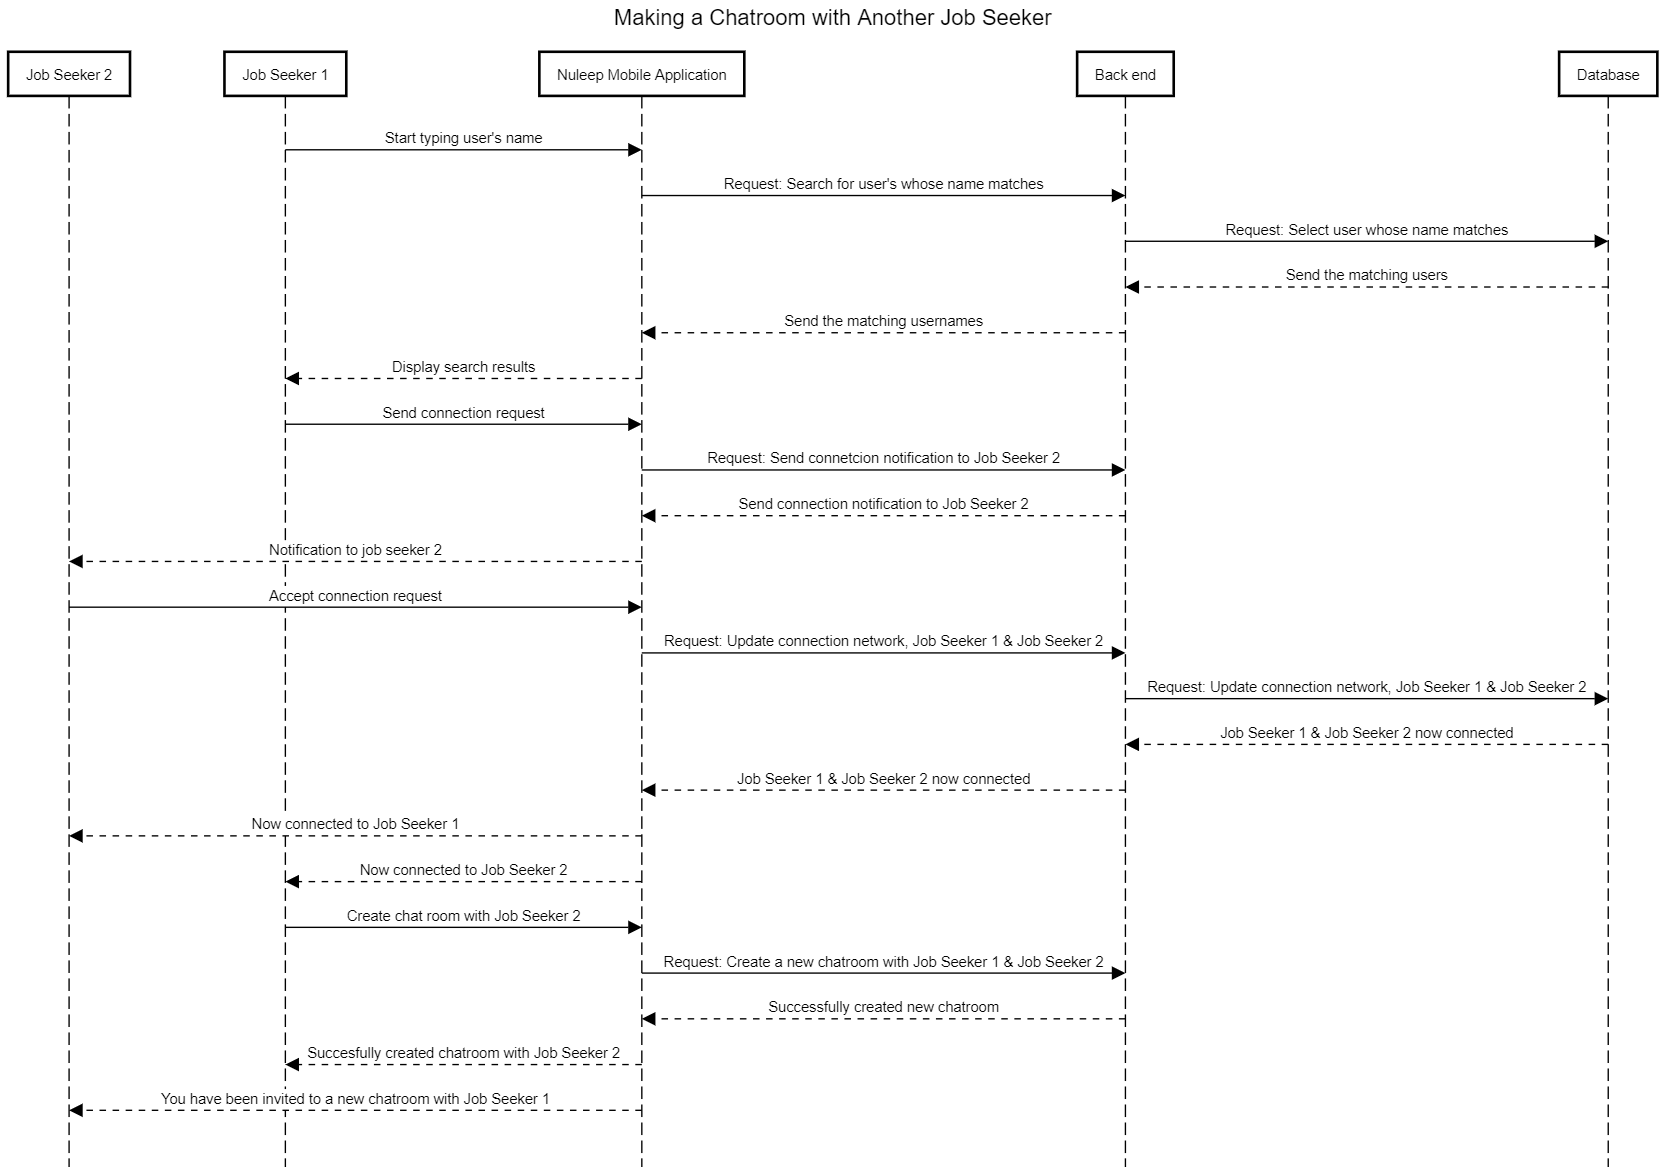 Making a Chatroom with Another Job Seeker
Job Seeker 2
Job Seeker 1
Nuleep Mobile Application
Back end
Database
Start typing user's name
Request: Search for user's whose name matches
Request: Select user whose name matches
Send the matching users
Send the matching usernames
Display search results
Send connection request
Request: Send connetcion notification to Job Seeker 2
Send connection notification to Job Seeker 2
Notification to job seeker 2
Accept connection request
Request: Update connection network, Job Seeker 1 & Job Seeker 2
Request: Update connection network, Job Seeker 1 & Job Seeker 2
Job Seeker 1 & Job Seeker 2 now connected
Job Seeker 1 & Job Seeker 2 now connected
Now connected to Job Seeker 1
Now connected to Job Seeker 2
Create chat room with Job Seeker 2
Request: Create a new chatroom with Job Seeker 1 & Job Seeker 2
Successfully created new chatroom
Succesfully created chatroom with Job Seeker 2
You have been invited to a new chatroom with Job Seeker 1